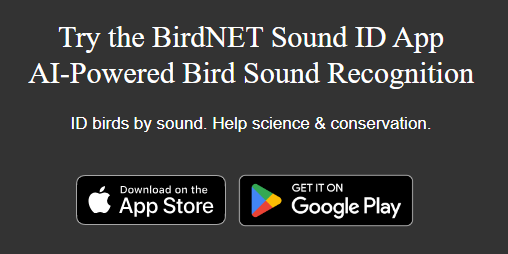 Try the BirdNET Sound ID App
AI-Powered Bird Sound Recognition
ID birds by sound. Help science & conservation.
Download on the
App Store
GET IT ON
Google Play